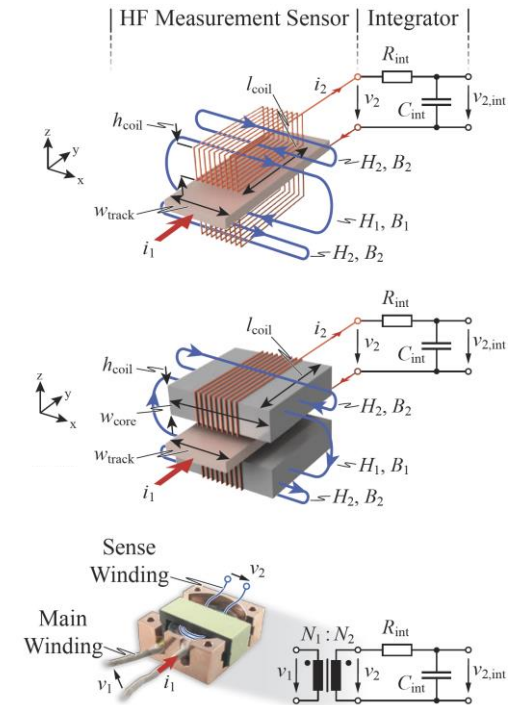 HF Measurement Sensor
Integrator
l_coil
i_2
R_int
h_coil
v_2
C_int
v_2,int
z
y
x
H_2, B_2
w_track
H_1, B_1
i_1
H_2, B_2
l_coil
i_2
R_int
h_coil
v_2
C_int
v_2,int
z
y
x
w_core
H_2, B_2
w_track
H_1, B_1
i_1
H_2, B_2
Sense
Winding
v_2
Main
Winding
v_1
i_1
N_1 : N_2
R_int
v_1
v_2
C_int
v_2,int